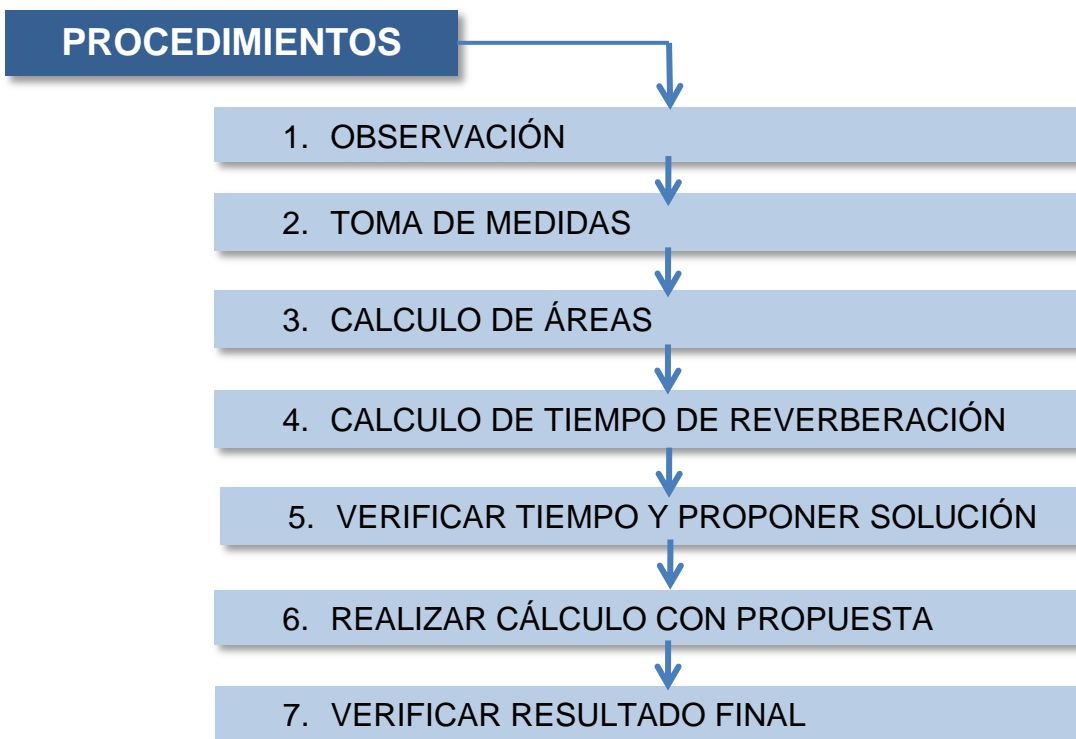 PROCEDIMIENTOS
1. OBSERVACIÓN
2. TOMA DE MEDIDAS
3. CALCULO DE ÁREAS
4. CALCULO DE TIEMPO DE REVERBERACIÓN
5. VERIFICAR TIEMPO Y PROPONER SOLUCIÓN
6. REALIZAR CÁLCULO CON PROPUESTA
7. VERIFICAR RESULTADO FINAL